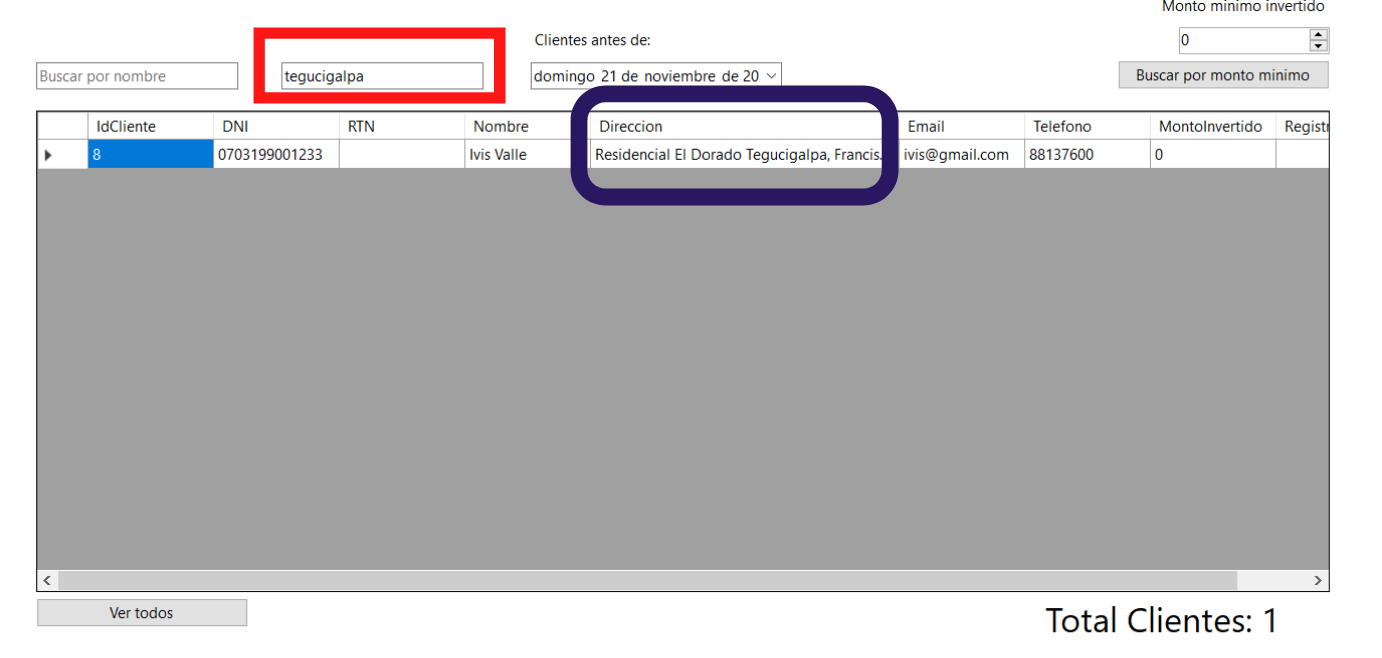 Monto minimo invertido
Clientes antes de:
0
Buscar por nombre
tegucigalpa
domingo 21 de noviembre de 20
Buscar por monto minimo
IdCliente DNI RTN Nombre Direccion Email Telefono MontoInvertido Registr
8 0703199001233 Ivis Valle Residencial El Dorado Tegucigalpa, Francis. ivis@gmail.com 88137600 0
Ver todos
Total Clientes: 1